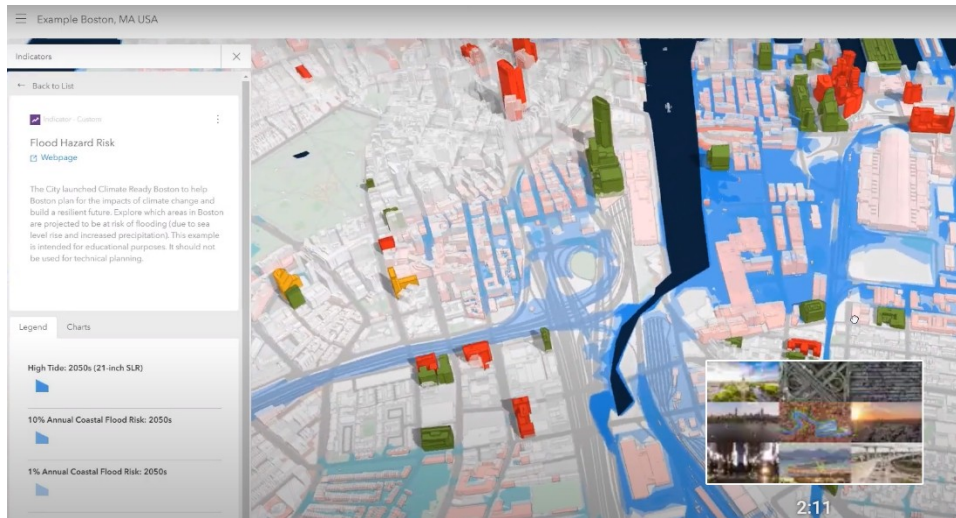 Example Boston, MA USA
Indicators
Back to List
Indicator - Custom
Flood Hazard Risk
Webpage
The City launched Climate Ready Boston to help
Boston plan for the impacts of climate change and
build a resilient future. Explore which areas in Boston
are projected to be at risk of flooding (due to sea
level rise and increased precipitation). This example
is intended for educational purposes. It should not
be used for technical planning.
Legend Charts
High Tide: 2050s (21-inch SLR)
10% Annual Coastal Flood Risk: 2050s
1% Annual Coastal Flood Risk: 2050s
2:11